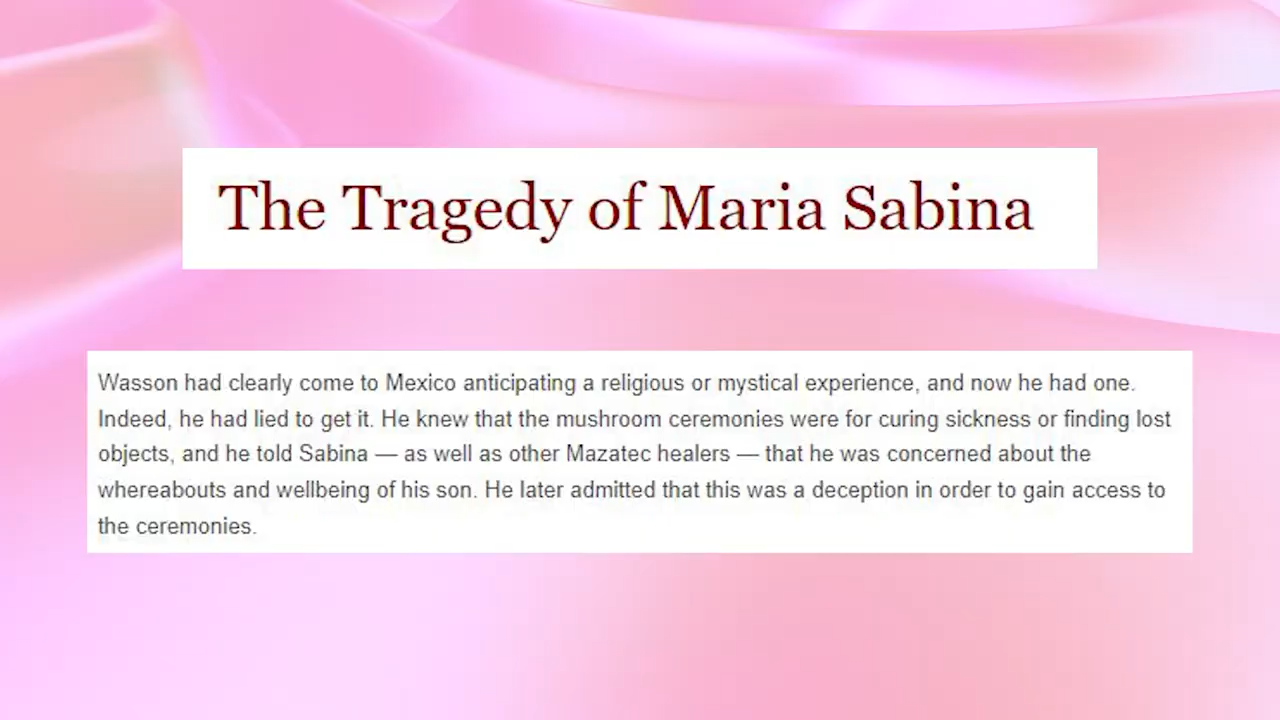 The Tragedy of Maria Sabina
Wasson had clearly come to Mexico anticipating a religious or mystical experience, and now he had one.
Indeed, he had lied to get it. He knew that the mushroom ceremonies were for curing sickness or finding lost
objects, and he told Sabina — as well as other Mazatec healers — that he was concerned about the
whereabouts and wellbeing of his son. He later admitted that this was a deception in order to gain access to
the ceremonies.